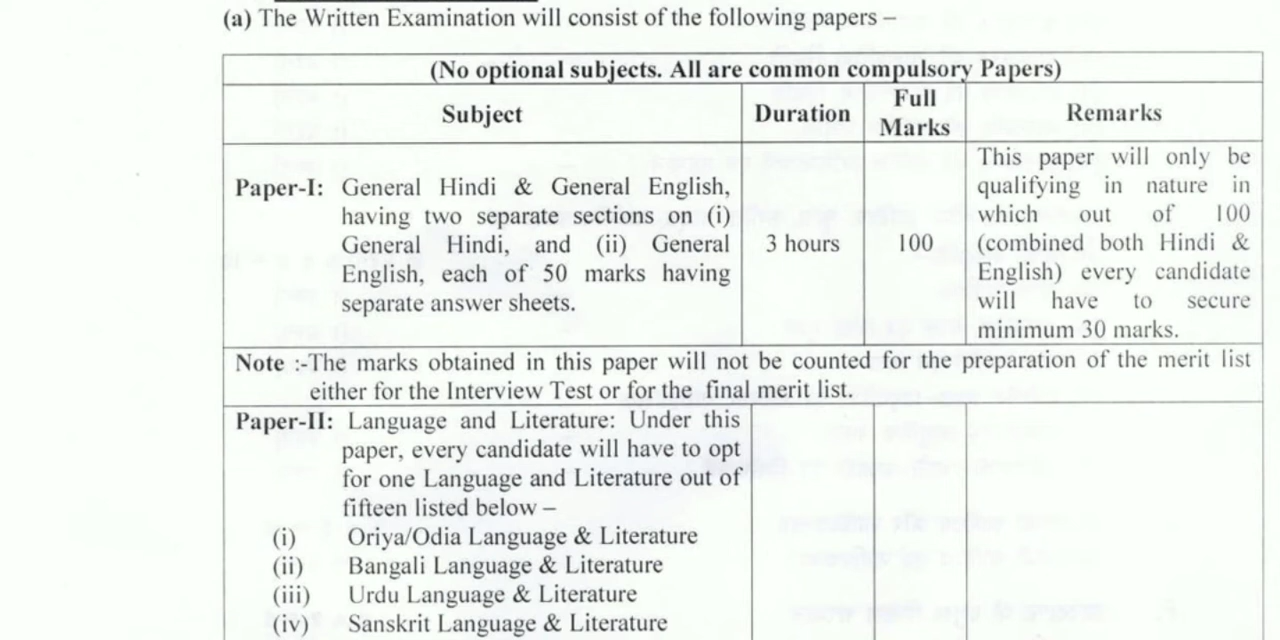 (a) The Written Examination will consist of the following papers –
(No optional subjects. All are common compulsory Papers)
Subject
Duration
Full
Marks
Remarks
Paper-I: General Hindi & General English,
having two separate sections on (i)
General Hindi, and (ii) General
English, each of 50 marks having
separate answer sheets.
3 hours
100
This paper will only be
qualifying in nature in
which out of 100
(combined both Hindi &
English) every candidate
will have to secure
minimum 30 marks.
Note :-The marks obtained in this paper will not be counted for the preparation of the merit list
either for the Interview Test or for the final merit list.
Paper-II: Language and Literature: Under this
paper, every candidate will have to opt
for one Language and Literature out of
fifteen listed below –
(i) Oriya/Odia Language & Literature
(ii) Bangali Language & Literature
(iii) Urdu Language & Literature
(iv) Sanskrit Language & Literature